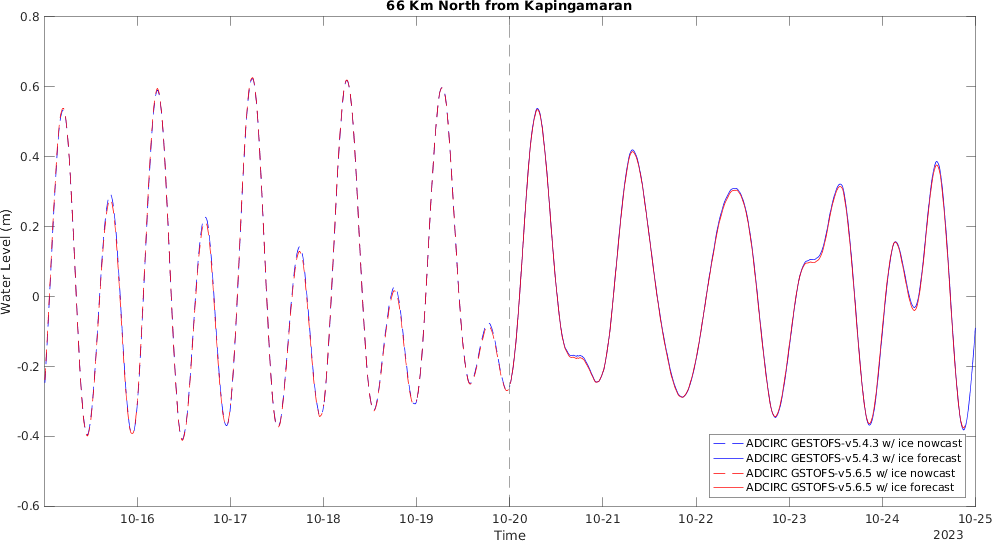 66 Km North from Kapingamaran
Water Level (m)
0.8
0.6
0.4
0.2
0
-0.2
-0.4
-0.6
10-16
10-17
10-18
10-19
10-20
10-21
10-22
10-23
10-24
10-25
Time
2023
ADCIRC GESTOFS-v5.4.3 w/ ice nowcast
ADCIRC GESTOFS-v5.4.3 w/ ice forecast
ADCIRC GSTOFS-v5.6.5 w/ ice nowcast
ADCIRC GSTOFS-v5.6.5 w/ ice forecast